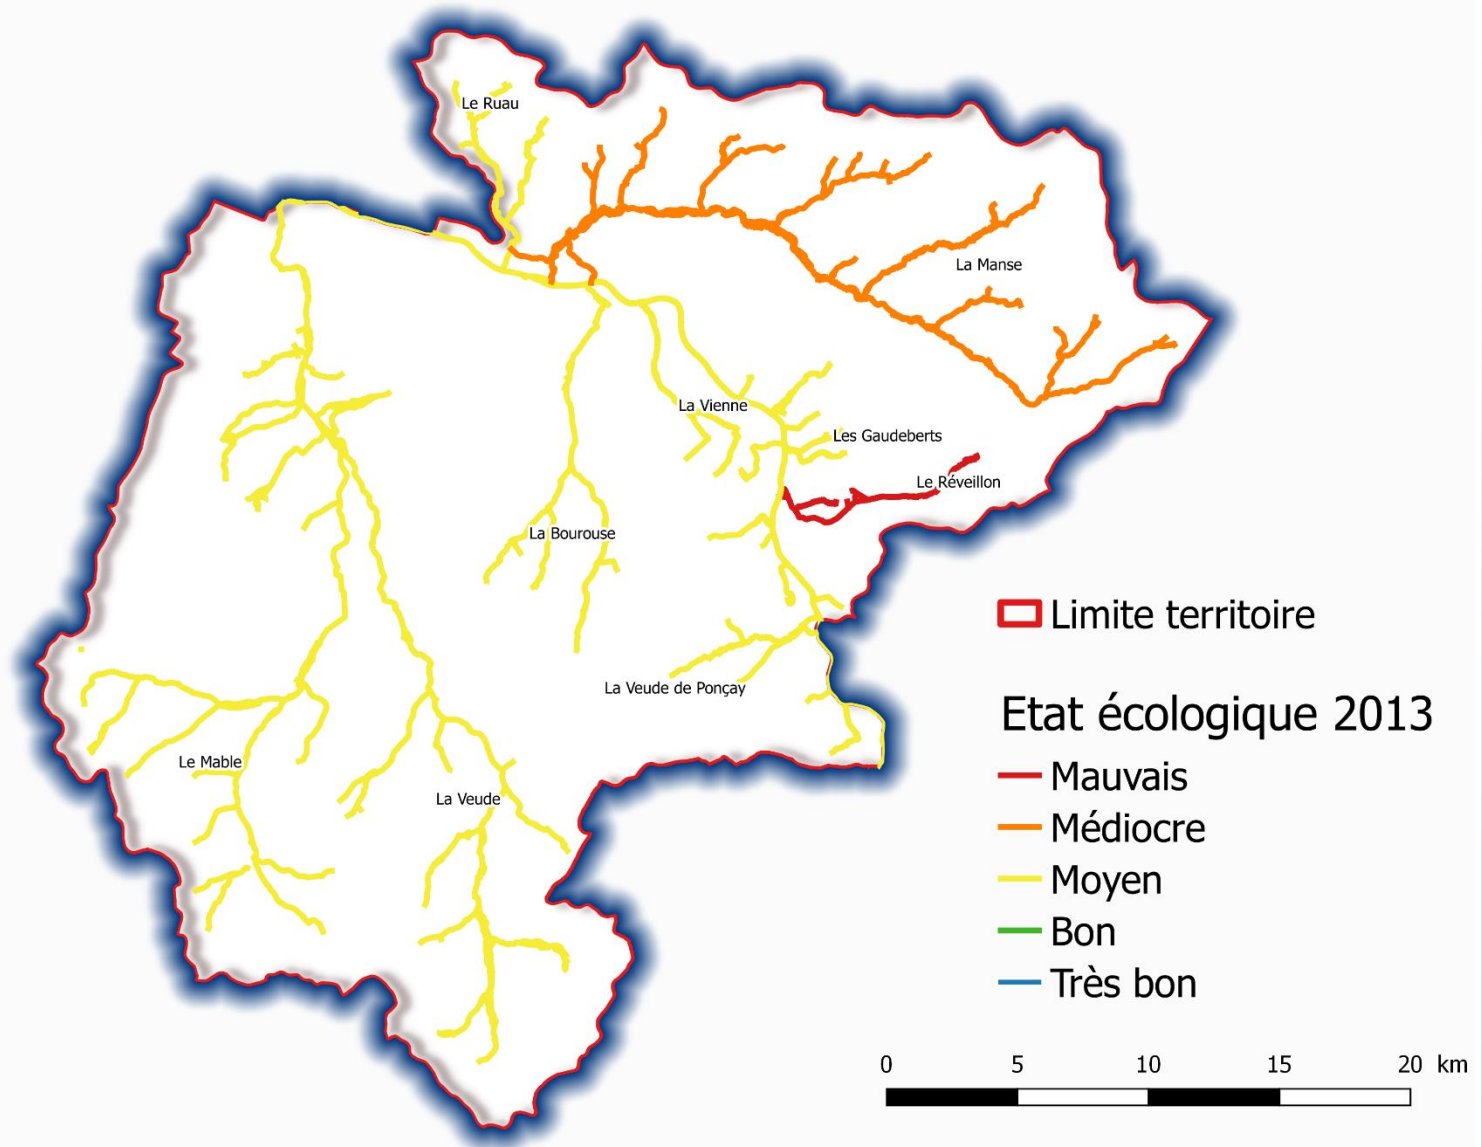 Le Ruau
La Manse
La Vienne
Les Gaudeberts
Le Réveillon
La Bourouse
La Veude de Ponçay
Le Mable
La Veude
Limite territoire
Etat écologique 2013
Mauvais
Médiocre
Moyen
Bon
Très bon
0 5 10 15 20 km